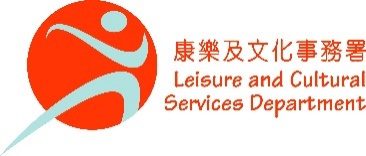 康樂及文化事務署
Leisure and Cultural
Services Department